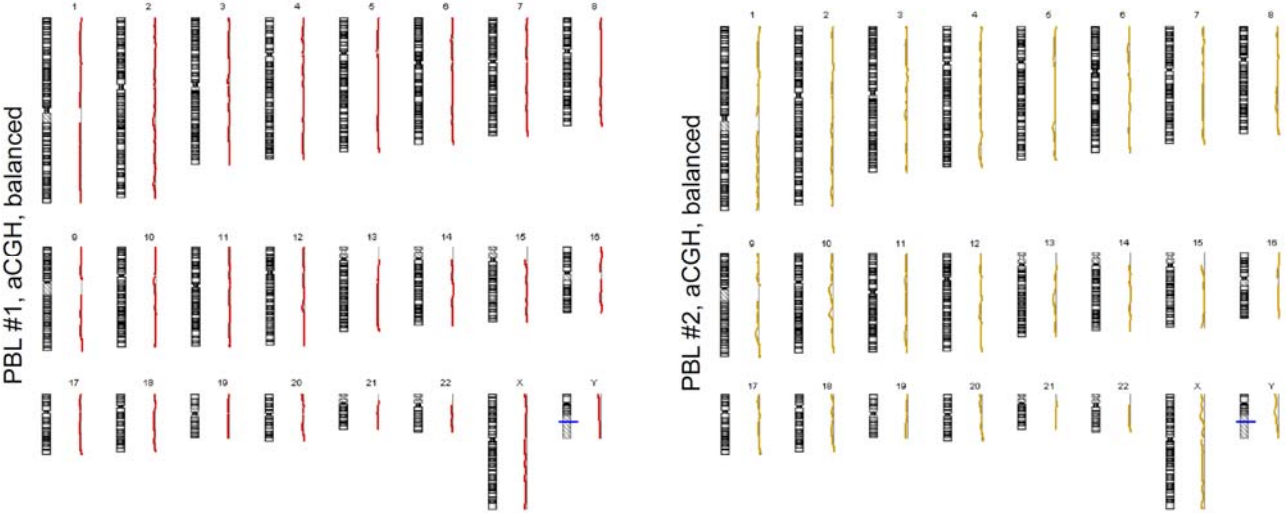 PBL #1, aCGH, balanced
1 2 3 4 5 6 7 8
9 10 11 12 13 14 15 16
17 18 19 20 21 22 X Y
PBL #2, aCGH, balanced
1 2 3 4 5 6 7 8
9 10 11 12 13 14 15 16
17 18 19 20 21 22 X Y